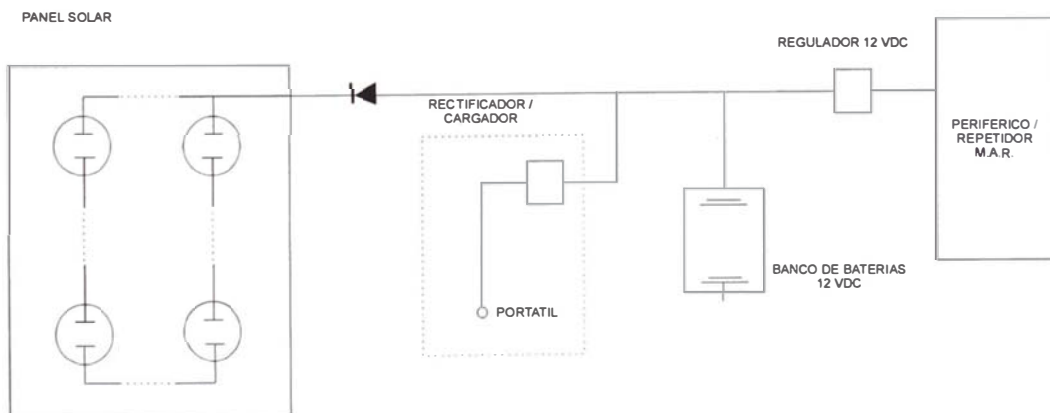 PANEL SOLAR
REGULADOR 12 VDC
RECTIFICADOR /
CARGADOR
PERIFERICO /
REPETIDOR
M.A.R.
BANCO DE BATERIAS
12 VDC
PORTATIL